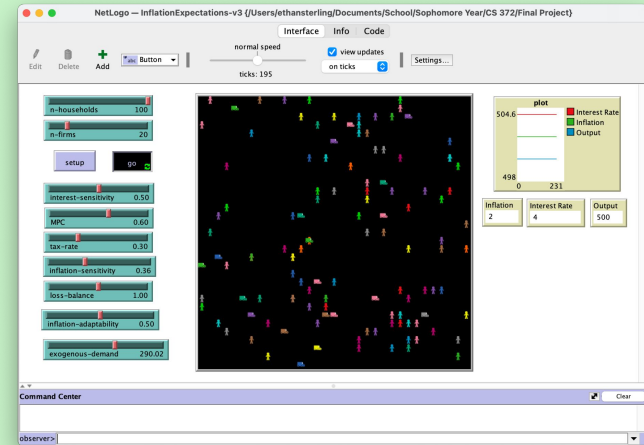 NetLogo — InflationExpectations-v3 {/Users/ethansterling/Documents/School/Sophomore Year/CS 372/Final Project}
Interface Info Code
Edit Delete Add abc Button
normal speed
ticks: 195
view updates
on ticks
Settings...
n-households 100
n-firms 20
setup go
interest-sensitivity 0.50
MPC 0.60
tax-rate 0.30
inflation-sensitivity 0.36
loss-balance 1.00
inflation-adaptability 0.50
exogenous-demand 290.02
plot
504.6
498
0 231
Interest Rate
Inflation
Output
Inflation
2
Interest Rate
4
Output
500
Command Center Clear
observer>